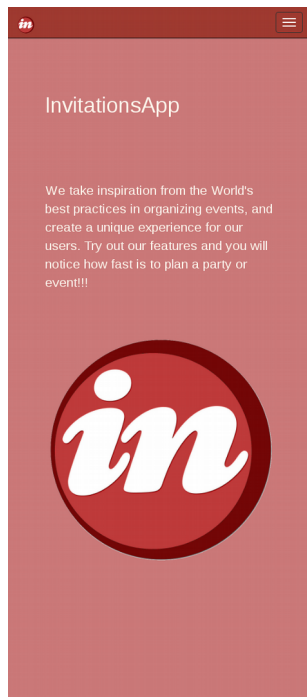 in
InvitationsApp
We take inspiration from the World's
best practices in organizing events, and
create a unique experience for our
users. Try out our features and you will
notice how fast is to plan a party or
event!!!
in